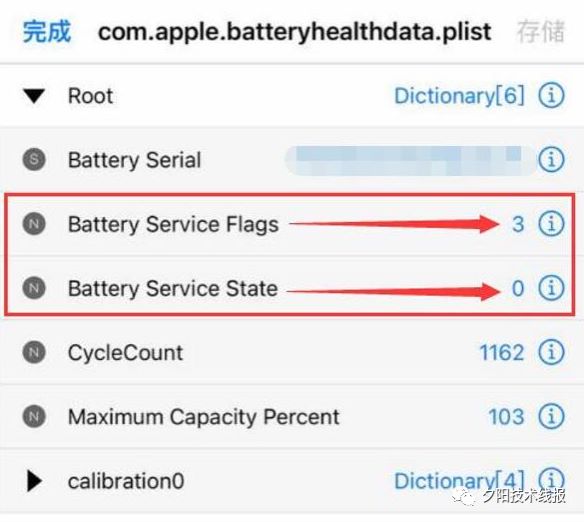 完成 com.apple.batteryhealthdata.plist 存储
Root Dictionary[6]
S Battery Serial
N Battery Service Flags 3
N Battery Service State 0
N CycleCount 1162
N Maximum Capacity Percent 103
calibration0 Dictionary[4]
夕阳技术线报